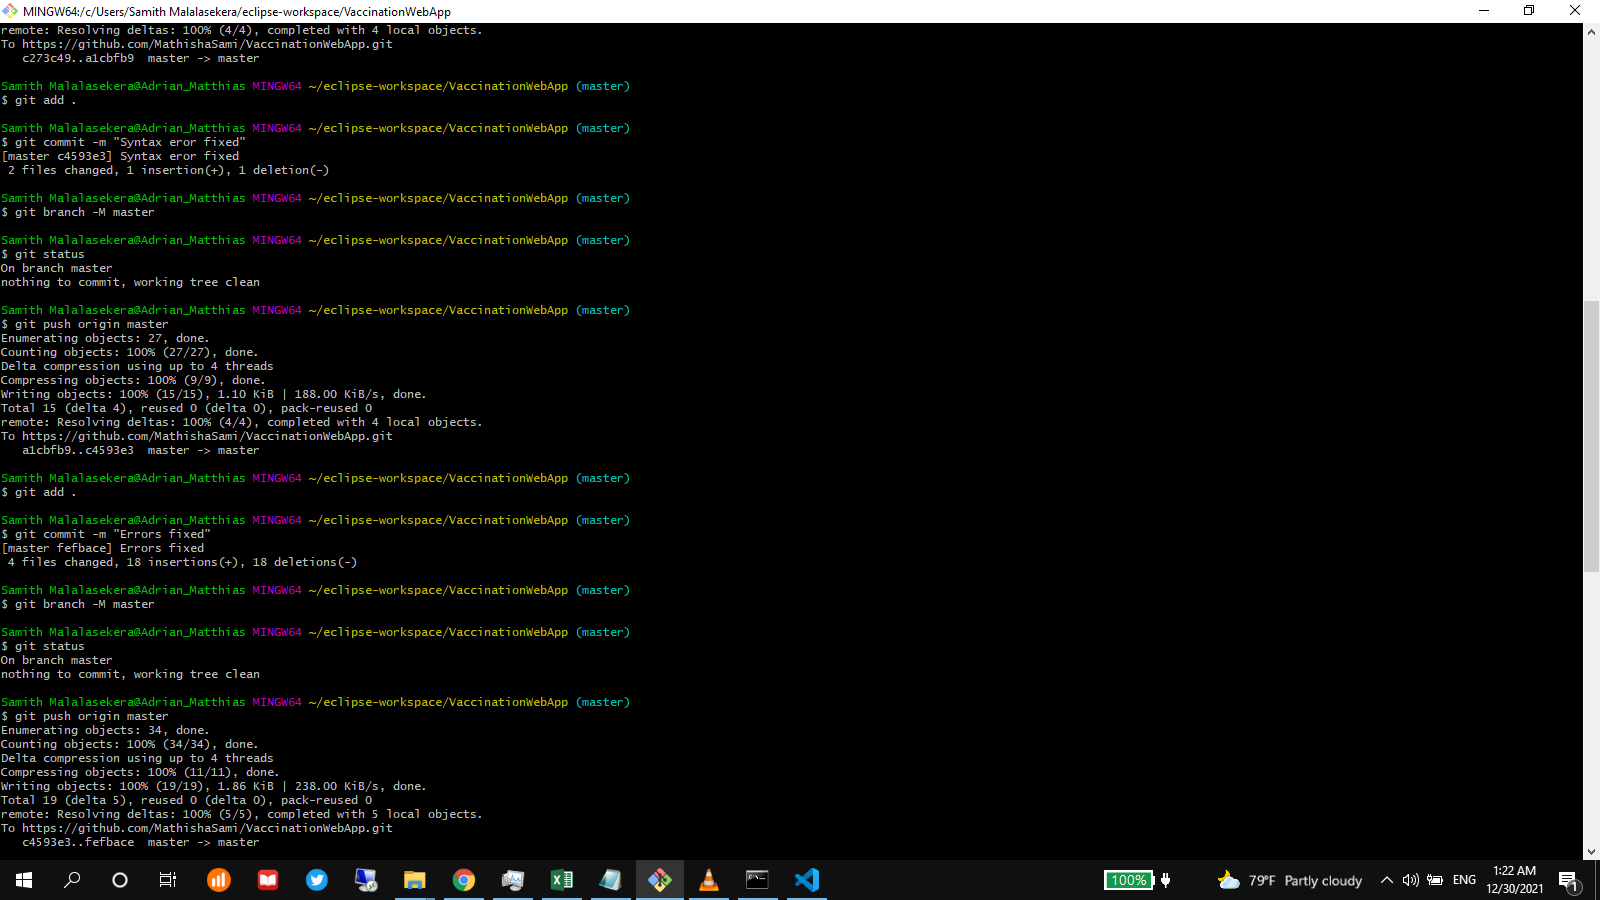 MINGW64:/c/Users/Samith Malalasekera/eclipse-workspace/VaccinationWebApp
remote: Resolving deltas: 100% (4/4), completed with 4 local objects.
To https://github.com/MathishaSami/VaccinationWebApp.git
   c273c49..a1cbfb9  master -> master
Samith Malalasekera@Adrian_Matthias MINGW64 ~/eclipse-workspace/VaccinationWebApp (master)
$ git add .
Samith Malalasekera@Adrian_Matthias MINGW64 ~/eclipse-workspace/VaccinationWebApp (master)
$ git commit -m "Syntax eror fixed"
[master c4593e3] Syntax eror fixed
 2 files changed, 1 insertion(+), 1 deletion(-)
Samith Malalasekera@Adrian_Matthias MINGW64 ~/eclipse-workspace/VaccinationWebApp (master)
$ git branch -M master
Samith Malalasekera@Adrian_Matthias MINGW64 ~/eclipse-workspace/VaccinationWebApp (master)
$ git status
On branch master
nothing to commit, working tree clean
Samith Malalasekera@Adrian_Matthias MINGW64 ~/eclipse-workspace/VaccinationWebApp (master)
$ git push origin master
Enumerating objects: 27, done.
Counting objects: 100% (27/27), done.
Delta compression using up to 4 threads
Compressing objects: 100% (9/9), done.
Writing objects: 100% (15/15), 1.10 KiB | 188.00 KiB/s, done.
Total 15 (delta 4), reused 0 (delta 0), pack-reused 0
remote: Resolving deltas: 100% (4/4), completed with 4 local objects.
To https://github.com/MathishaSami/VaccinationWebApp.git
   a1cbfb9..c4593e3  master -> master
Samith Malalasekera@Adrian_Matthias MINGW64 ~/eclipse-workspace/VaccinationWebApp (master)
$ git add .
Samith Malalasekera@Adrian_Matthias MINGW64 ~/eclipse-workspace/VaccinationWebApp (master)
$ git commit -m "Errors fixed"
[master fefbace] Errors fixed
 4 files changed, 18 insertions(+), 18 deletions(-)
Samith Malalasekera@Adrian_Matthias MINGW64 ~/eclipse-workspace/VaccinationWebApp (master)
$ git branch -M master
Samith Malalasekera@Adrian_Matthias MINGW64 ~/eclipse-workspace/VaccinationWebApp (master)
$ git status
On branch master
nothing to commit, working tree clean
Samith Malalasekera@Adrian_Matthias MINGW64 ~/eclipse-workspace/VaccinationWebApp (master)
$ git push origin master
Enumerating objects: 34, done.
Counting objects: 100% (34/34), done.
Delta compression using up to 4 threads
Compressing objects: 100% (11/11), done.
Writing objects: 100% (19/19), 1.86 KiB | 238.00 KiB/s, done.
Total 19 (delta 5), reused 0 (delta 0), pack-reused 0
remote: Resolving deltas: 100% (5/5), completed with 5 local objects.
To https://github.com/MathishaSami/VaccinationWebApp.git
   c4593e3..fefbace  master -> master
100% 79°F Partly cloudy ENG 1:22 AM
12/30/2021 1